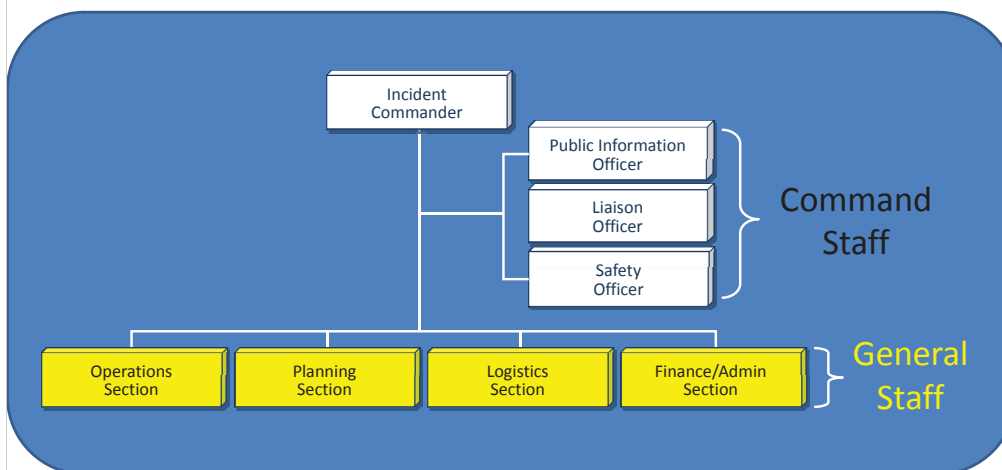 Incident
Commander
Public Information
Officer
Liaison
Officer
Safety
Officer
Command
Staff
Operations
Section
Planning
Section
Logistics
Section
Finance/Admin
Section
General
Staff